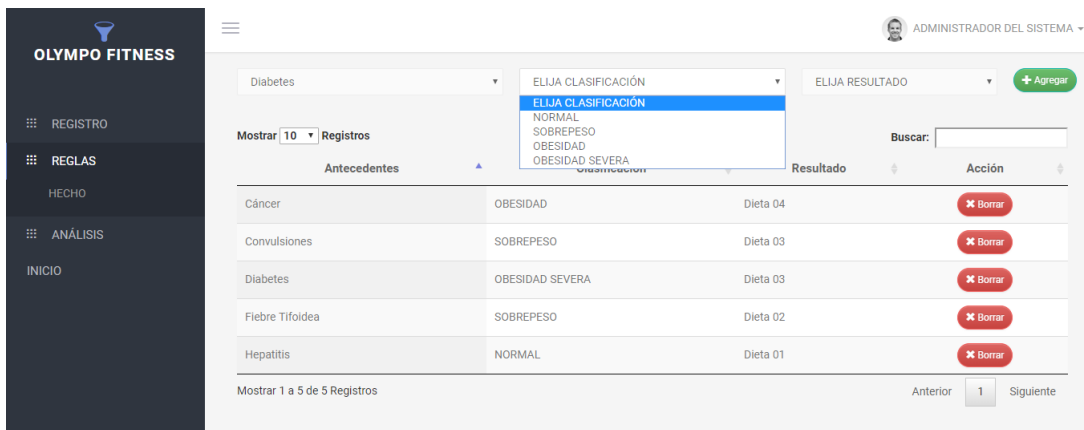 OLYMPO FITNESS
ADMINISTRADOR DEL SISTEMA
REGISTRO
REGLAS
HECHO
ANÁLISIS
INICIO
Diabetes
ELIJA CLASIFICACIÓN
ELIJA RESULTADO
Agregar
ELIJA CLASIFICACIÓN
NORMAL
SOBREPESO
OBESIDAD
OBESIDAD SEVERA
Mostrar 10 Registros
Buscar:
Antecedentes Clasificación Resultado Acción
Cáncer OBESIDAD Dieta 04 Borrar
Convulsiones SOBREPESO Dieta 03 Borrar
Diabetes OBESIDAD SEVERA Dieta 03 Borrar
Fiebre Tifoidea SOBREPESO Dieta 02 Borrar
Hepatitis NORMAL Dieta 01 Borrar
Mostrar 1 a 5 de 5 Registros
Anterior 1 Siguiente